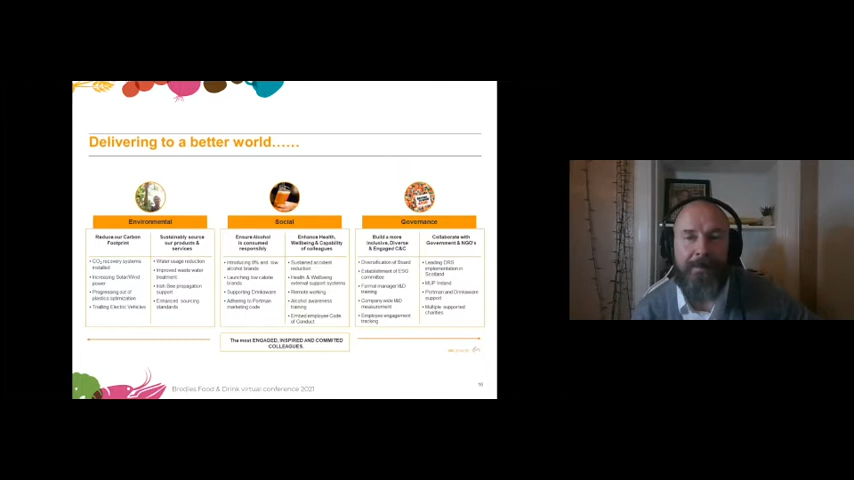 Delivering to a better world……
Environmental
Social
Governance
Reduce our Carbon
Footprint
Sustainably source
our products &
services
Ensure Alcohol
is consumed
responsibly
Enhance Health,
Wellbeing & Capability
of colleagues
Build a more
inclusive, Diverse
& Engaged C&C
Collaborate with
Government & NGO's
• CO₂ recovery systems
installed
• Increasing Solar/Wind
power
• Progressing out of
plastics optimization
• Trialling Electric Vehicles
• Water usage reduction
• Improved waste water
treatment
• Irish Bee propagation
support
• Enhanced sourcing
standards
• Introducing 0% and low
alcohol brands
• Launching low calorie
brands
• Supporting Drinkaware
• Adhering to Portman
marketing code
• Sustained accident
reduction
• Health & Wellbeing
external support systems
• Remote working
• Alcohol awareness
training
• Embed employee Code
of Conduct
• Diversification of Board
• Establishment of ESG
committee
• Formal manager I&D
training
• Company wide I&D
measurement
• Employee engagement
tracking
• Leading DRS
implementation in
Scotland
• MUP Ireland
• Portman and Drinkaware
support
• Multiple supported
charities
The most ENGAGED, INSPIRED AND COMMITED
COLLEAGUES.
Brodies Food & Drink virtual conference 2021